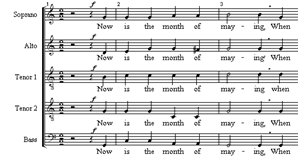 1 2 3
Soprano f
Now is the month of may- ing, When
Alto f
Now is the month of may- ing, When
Tenor 1 f
Now is the month of may- ing when
Tenor 2 f
Now is the month of may- ing, When
Bass f
Now is the month of may- ing, When